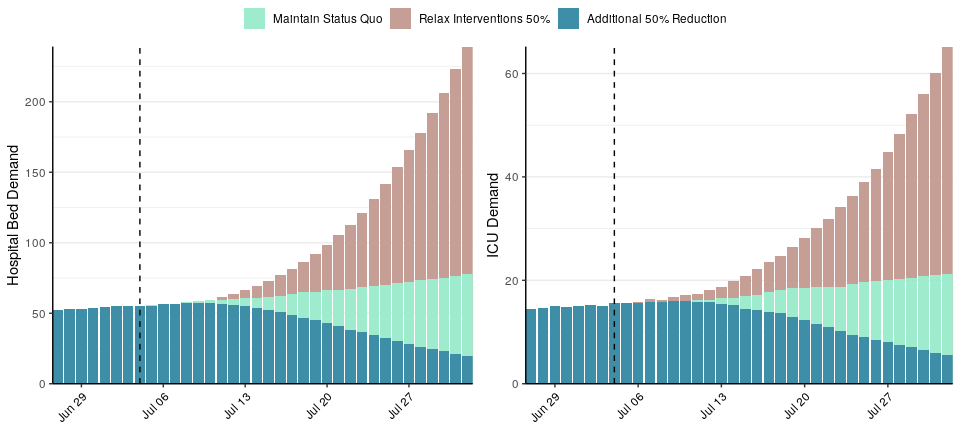 Maintain Status Quo Relax Interventions 50% Additional 50% Reduction
Hospital Bed Demand
200
150
100
50
0
Jun 29 Jul 06 Jul 13 Jul 20 Jul 27
ICU Demand
60
40
20
0
Jun 29 Jul 06 Jul 13 Jul 20 Jul 27